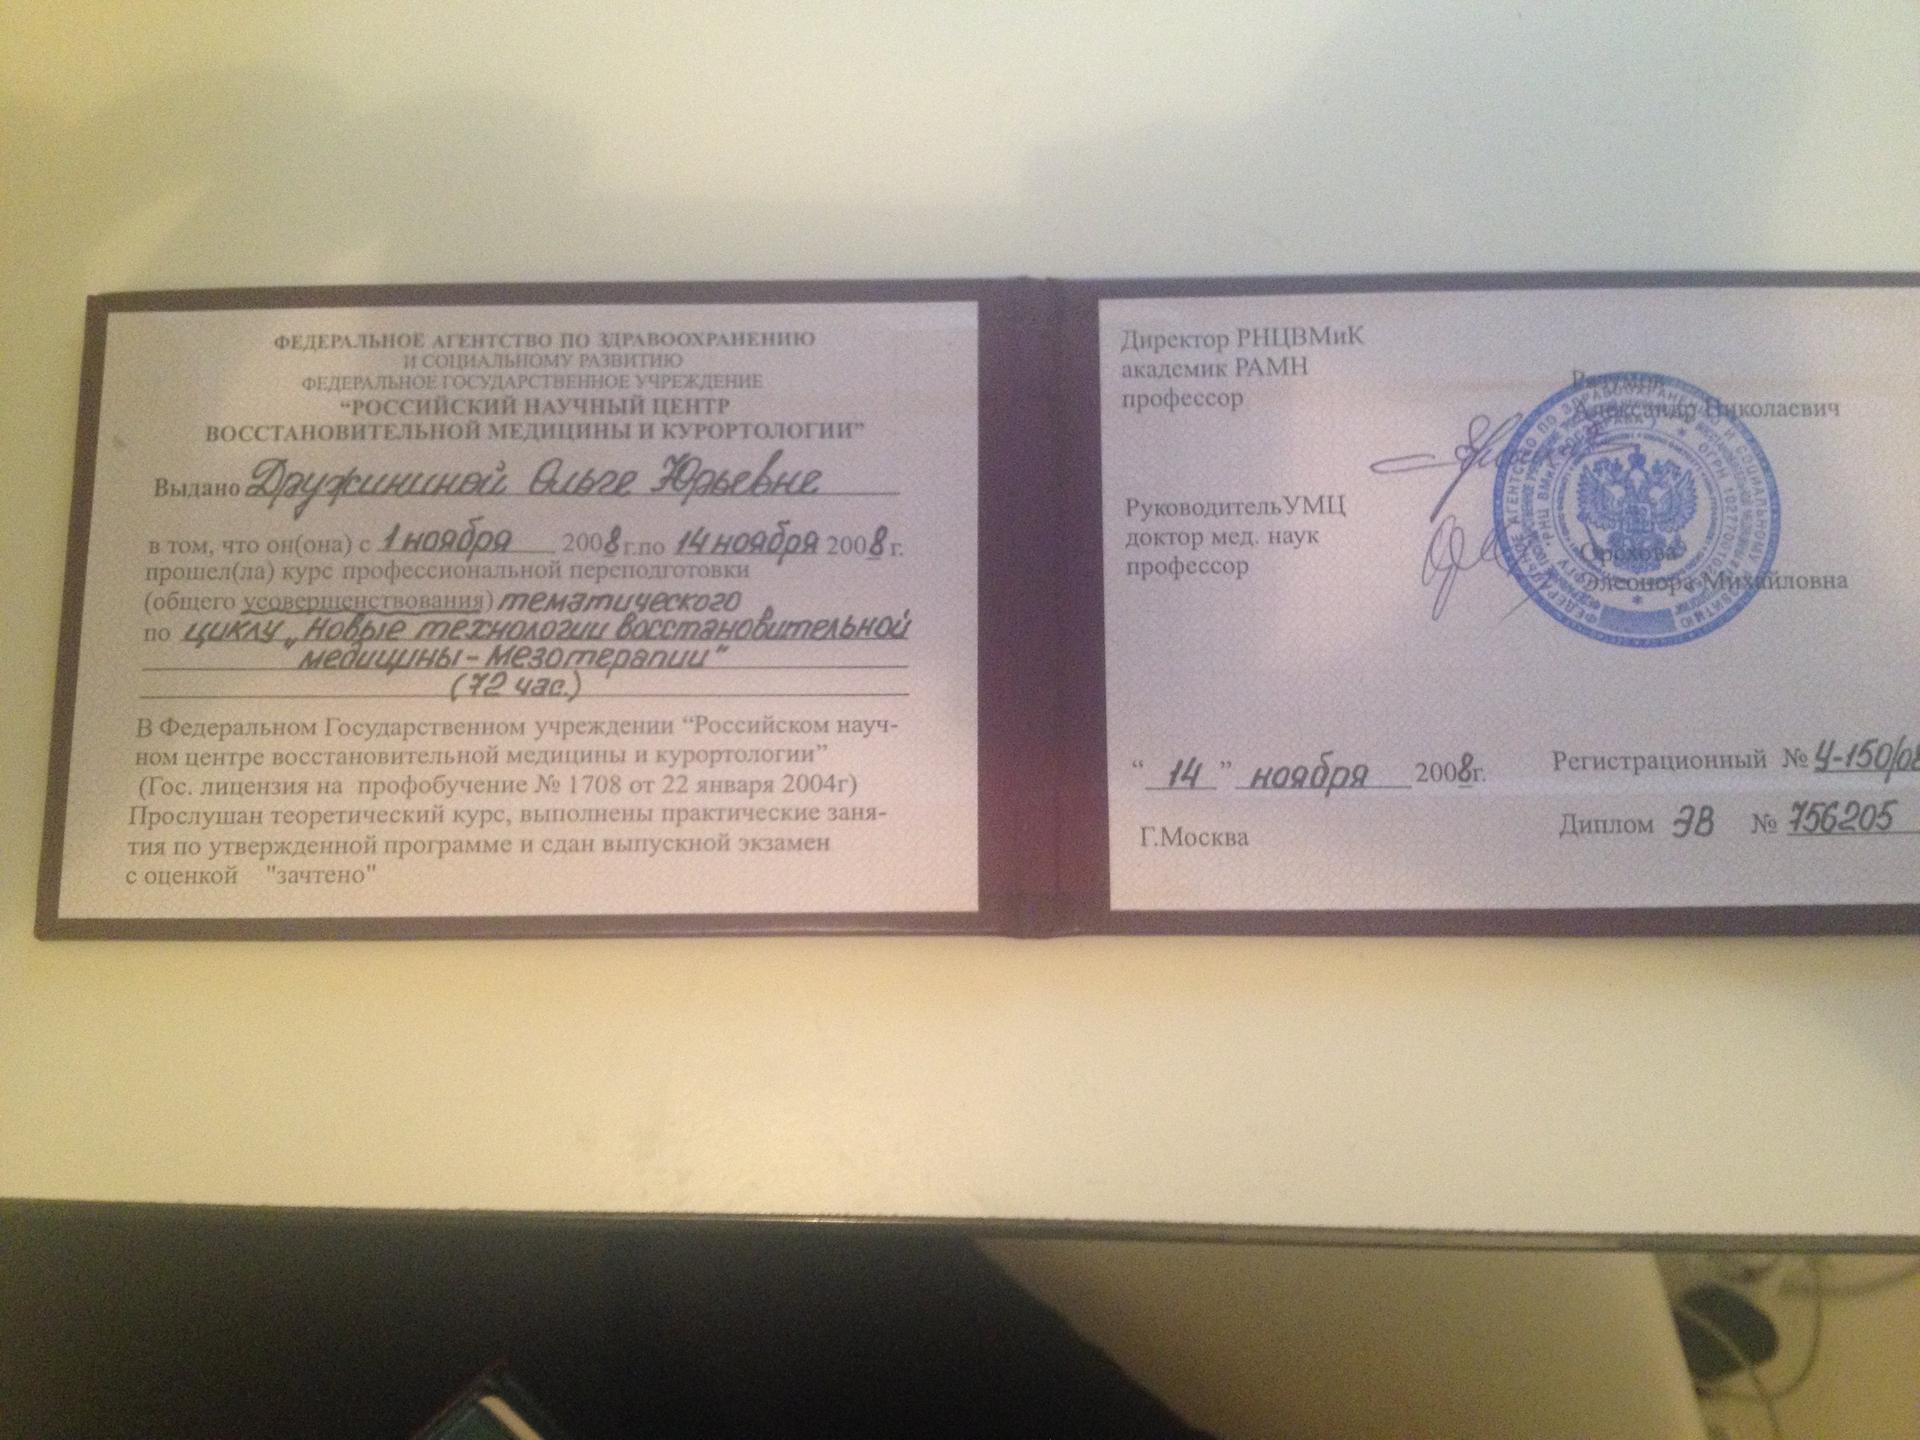 ФЕДЕРАЛЬНОЕ АГЕНТСТВО ПО ЗДРАВООХРАНЕНИЮ
И СОЦИАЛЬНОМУ РАЗВИТИЮ
ФЕДЕРАЛЬНОЕ ГОСУДАРСТВЕННОЕ УЧРЕЖДЕНИЕ
“РОССИЙСКИЙ НАУЧНЫЙ ЦЕНТР
ВОССТАНОВИТЕЛЬНОЙ МЕДИЦИНЫ И КУРОРТОЛОГИИ”
Выдано Дружининой Ольге Юрьевне
в том, что он(она) с 1 ноября 2008 г.по 14 ноября 2008 г.
прошел(ла) курс профессиональной переподготовки
(общего усовершенствования) тематического
по циклу „Новые технологии восстановительной
медицины - Мезотерапии“
(72 час.)
В Федеральном Государственном учреждении “Российском науч-
ном центре восстановительной медицины и курортологии”
(Гос. лицензия на профобучение № 1708 от 22 января 2004г)
Прослушан теоретический курс, выполнены практические заня-
тия по утвержденной программе и сдан выпускной экзамен
с оценкой "зачтено"
Директор РНЦВМиК
академик РАМН
профессор
Разумов
Александр Николаевич
РуководительУМЦ
доктор мед. наук
профессор
Орехова
Элеонора Михайловна
“ 14 ” ноября 2008г.
Регистрационный № У-150/08
Г.Москва
Диплом ЭВ № 756205